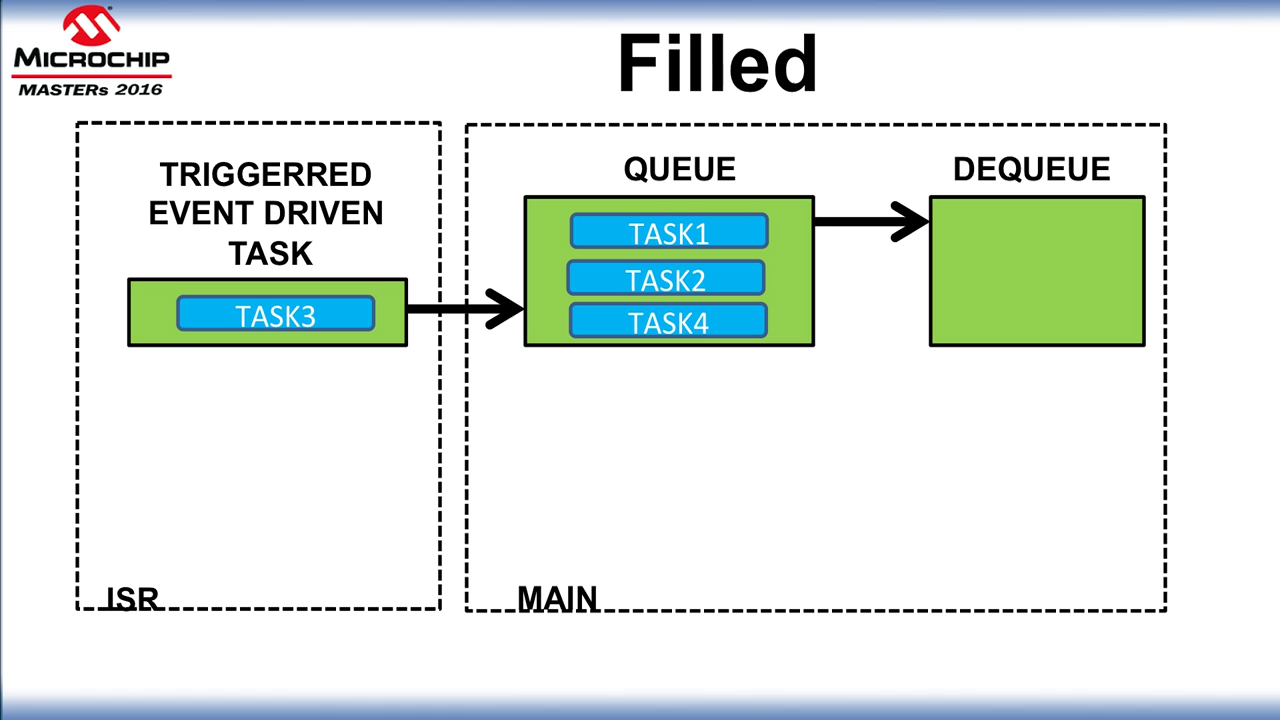 MICROCHIP
MASTERs 2016
Filled
TRIGGERRED
EVENT DRIVEN
TASK
TASK3
ISR
QUEUE
TASK1
TASK2
TASK4
DEQUEUE
MAIN